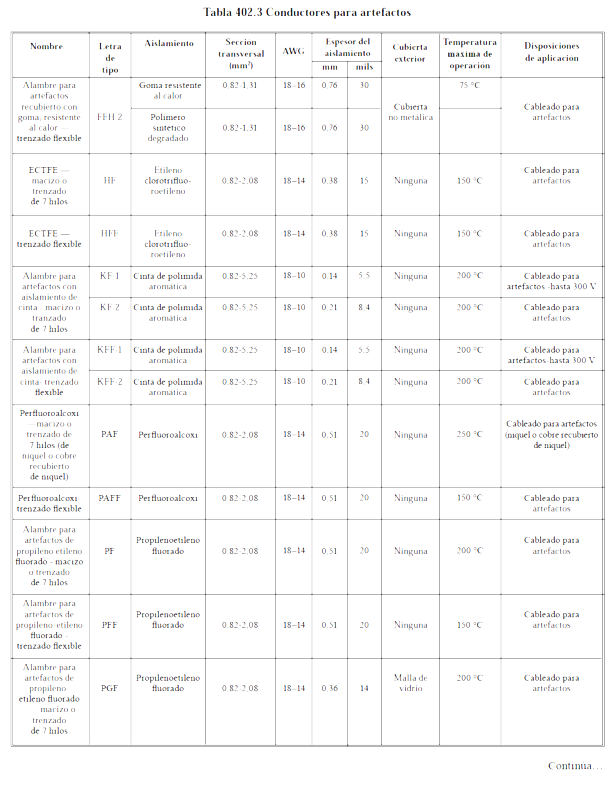 Tabla 402.3 Conductores para artefactos
Nombre
Letra
de
tipo
Aislamiento
Seccion
transversal
(mm²)
AWG
Espesor del
aislamiento
mm
mils
Cubierta
exterior
Temperatura
maxima de
operacion
Disposiciones
de aplicacion
Alambre para
artefactos
recubierto con
goma, resistente
al calor —
trenzado flexible
FFH 2
Goma resistente
al calor
0.82-1.31
18–16
0.76
30
Cubierta
no metálica
75 °C
Cableado para
artefactos
Polimero
sintético
degradado
0.82-1.31
18–16
0.76
30
ECTFE —
macizo o
trenzado
de 7 hilos
HF
Etileno
clorotrifluo-
roetileno
0.82-2.08
18–14
0.38
15
Ninguna
150 °C
Cableado para
artefactos
ECTFE —
trenzado flexible
HFF
Etileno
clorotrifluo-
roetileno
0.82-2.08
18–14
0.38
15
Ninguna
150 °C
Cableado para
artefactos
Alambre para
artefactos con
aislamiento de
cinta - macizo o
tranzado
de 7 hilos
KF 1
Cinta de polimida
aromática
0.82-5.25
18–10
0.14
5.5
Ninguna
200 °C
Cableado para
artefactos -hasta 300 V
KF 2
Cinta de polimida
aromática
0.82-5.25
18–10
0.21
8.4
Ninguna
200 °C
Cableado para
artefactos
Alambre para
artefactos con
aislamiento de
cinta- trenzado
flexible
KFF-1
Cinta de polimida
aromática
0.82-5.25
18–10
0.14
5.5
Ninguna
200 °C
Cableado para
artefactos-hasta 300 V
KFF-2
Cinta de polimida
aromática
0.82-5.25
18–10
0.21
8.4
Ninguna
200 °C
Cableado para
artefactos
Perfluoroalcoxi
— macizo o
trenzado de
7 hilos (de
niquel o cobre
recubierto
de niquel)
PAF
Perfluoroalcoxi
0.82-2.08
18–14
0.51
20
Ninguna
250 °C
Cableado para artefactos
(niquel o cobre recubierto
de niquel)
Perfluoroalcoxi
trenzado flexible
PAFF
Perfluoroalcoxi
0.82-2.08
18–14
0.51
20
Ninguna
150 °C
Cableado para
artefactos
Alambre para
artefactos de
propileno etileno
fluorado - macizo
o trenzado
de 7 hilos
PF
Propilenoetileno
fluorado
0.82-2.08
18–14
0.51
20
Ninguna
200 °C
Cableado para
artefactos
Alambre para
artefactos de
propileno-etileno
fluorado -
trenzado flexible
PFF
Propilenoetileno
fluorado
0.82-2.08
18–14
0.51
20
Ninguna
150 °C
Cableado para
artefactos
Alambre para
artefactos de
propileno
etileno fluorado
macizo o
trenzado
de 7 hilos
PGF
Propilenoetileno
fluorado
0.82-2.08
18–14
0.36
14
Malla de
vidrio
200 °C
Cableado para
artefactos
Continua…